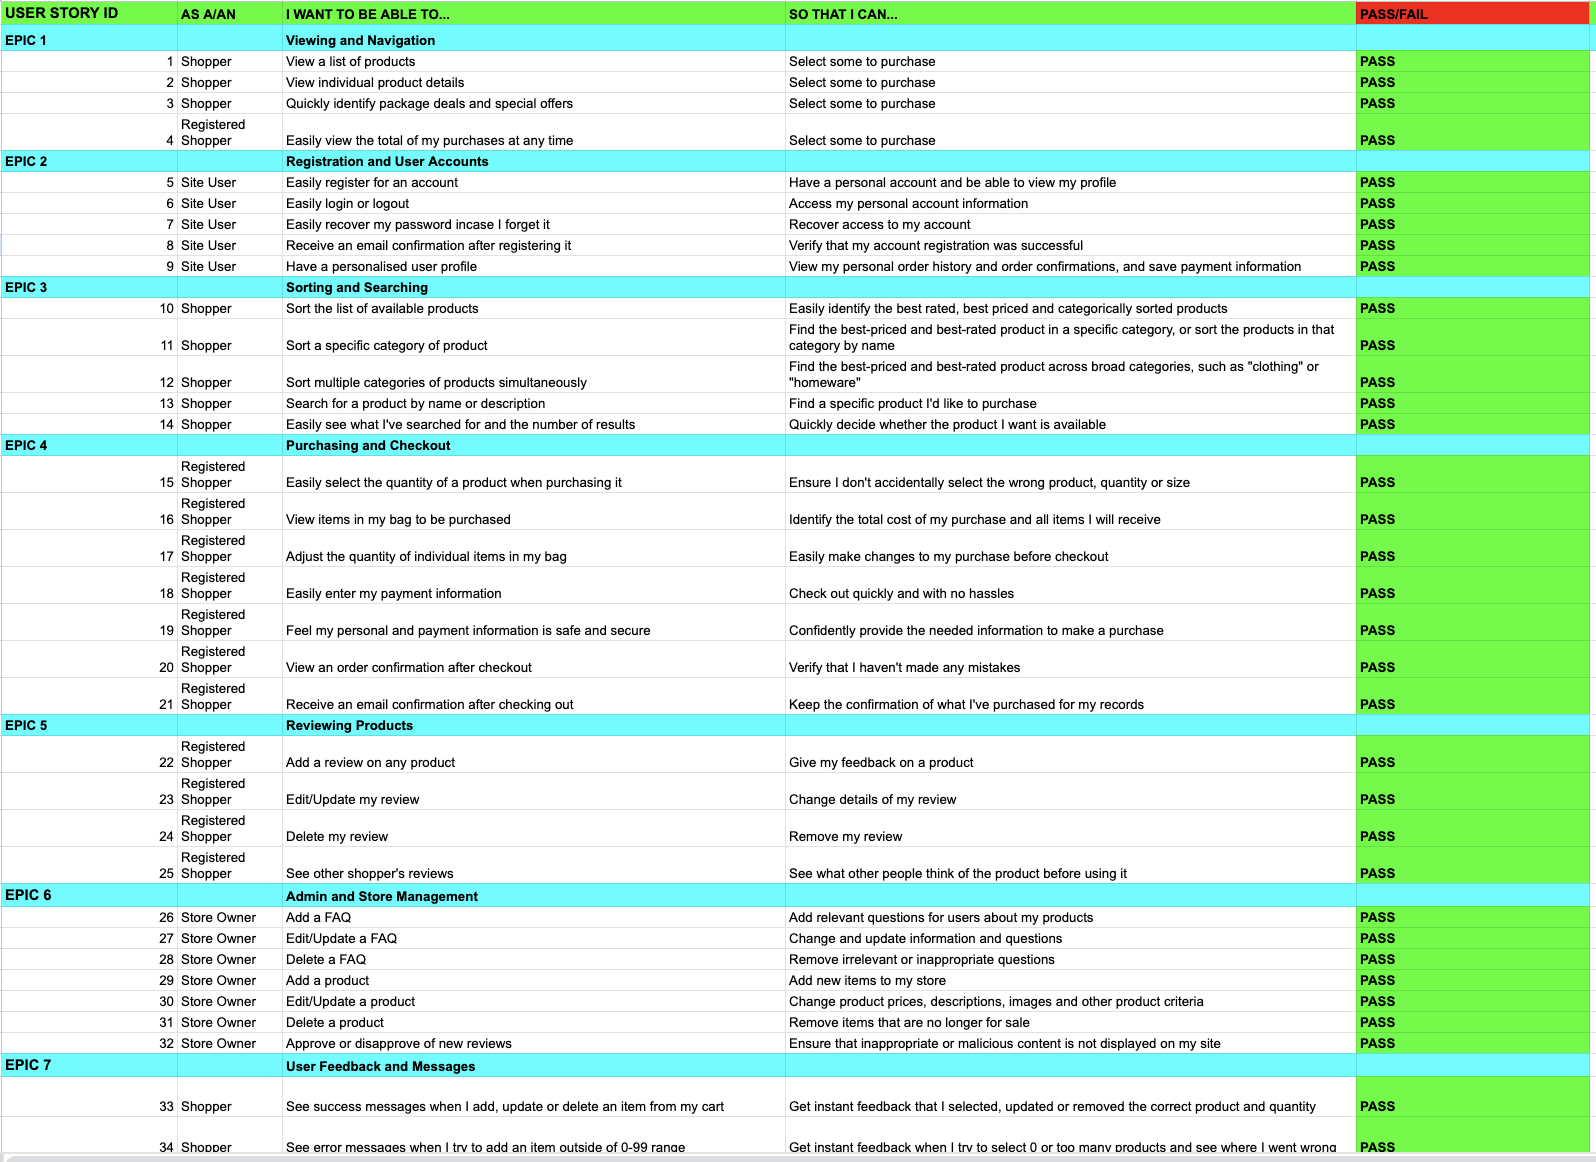 USER STORY ID AS A/AN I WANT TO BE ABLE TO... SO THAT I CAN... PASS/FAIL
EPIC 1 Viewing and Navigation
1 Shopper View a list of products Select some to purchase PASS
2 Shopper View individual product details Select some to purchase PASS
3 Shopper Quickly identify package deals and special offers Select some to purchase PASS
Registered
4 Shopper Easily view the total of my purchases at any time Select some to purchase PASS
EPIC 2 Registration and User Accounts
5 Site User Easily register for an account Have a personal account and be able to view my profile PASS
6 Site User Easily login or logout Access my personal account information PASS
7 Site User Easily recover my password incase I forget it Recover access to my account PASS
8 Site User Receive an email confirmation after registering it Verify that my account registration was successful PASS
9 Site User Have a personalised user profile View my personal order history and order confirmations, and save payment information PASS
EPIC 3 Sorting and Searching
10 Shopper Sort the list of available products Easily identify the best rated, best priced and categorically sorted products PASS
Find the best-priced and best-rated product in a specific category, or sort the products in that
11 Shopper Sort a specific category of product category by name PASS
Find the best-priced and best-rated product across broad categories, such as "clothing" or
12 Shopper Sort multiple categories of products simultaneously "homeware" PASS
13 Shopper Search for a product by name or description Find a specific product I'd like to purchase PASS
14 Shopper Easily see what I've searched for and the number of results Quickly decide whether the product I want is available PASS
EPIC 4 Purchasing and Checkout
Registered
15 Shopper Easily select the quantity of a product when purchasing it Ensure I don't accidentally select the wrong product, quantity or size PASS
Registered
16 Shopper View items in my bag to be purchased Identify the total cost of my purchase and all items I will receive PASS
Registered
17 Shopper Adjust the quantity of individual items in my bag Easily make changes to my purchase before checkout PASS
Registered
18 Shopper Easily enter my payment information Check out quickly and with no hassles PASS
Registered
19 Shopper Feel my personal and payment information is safe and secure Confidently provide the needed information to make a purchase PASS
Registered
20 Shopper View an order confirmation after checkout Verify that I haven't made any mistakes PASS
Registered
21 Shopper Receive an email confirmation after checking out Keep the confirmation of what I've purchased for my records PASS
EPIC 5 Reviewing Products
Registered
22 Shopper Add a review on any product Give my feedback on a product PASS
Registered
23 Shopper Edit/Update my review Change details of my review PASS
Registered
24 Shopper Delete my review Remove my review PASS
Registered
25 Shopper See other shopper's reviews See what other people think of the product before using it PASS
EPIC 6 Admin and Store Management
26 Store Owner Add a FAQ Add relevant questions for users about my products PASS
27 Store Owner Edit/Update a FAQ Change and update information and questions PASS
28 Store Owner Delete a FAQ Remove irrelevant or inappropriate questions PASS
29 Store Owner Add a product Add new items to my store PASS
30 Store Owner Edit/Update a product Change product prices, descriptions, images and other product criteria PASS
31 Store Owner Delete a product Remove items that are no longer for sale PASS
32 Store Owner Approve or disapprove of new reviews Ensure that inappropriate or malicious content is not displayed on my site PASS
EPIC 7 User Feedback and Messages
33 Shopper See success messages when I add, update or delete an item from my cart Get instant feedback that I selected, updated or removed the correct product and quantity PASS
34 Shopper See error messages when I try to add an item outside of 0-99 range Get instant feedback when I try to select 0 or too many products and see where I went wrong PASS